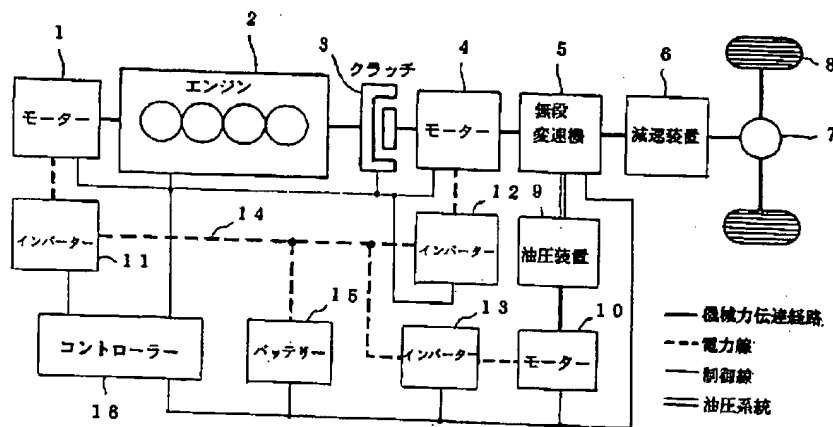 1
モーター
2
エンジン
3
クラッチ
4
モーター
5
無段
変速機
6
減速装置
8
7
インバーター
11
14
12
インバーター
9
油圧装置
コントローラー
16
15
バッテリー
13
インバーター
10
モーター
機械力伝達経路
電力線
制御線
油圧系統